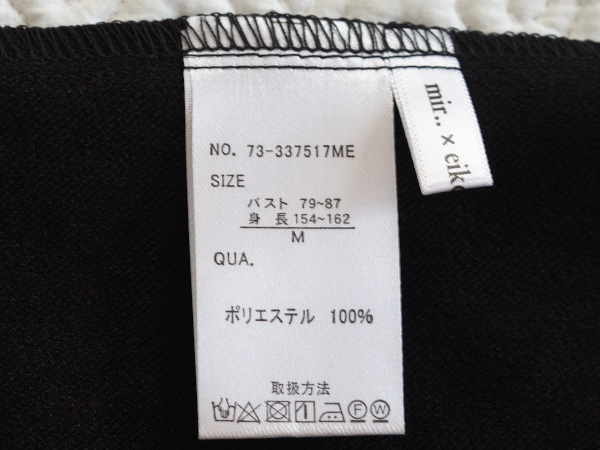 NO. 73-337517ME
SIZE
バスト 79~87
身 長 154~162
M
QUA.
ポリエステル 100%
取扱方法
F W
mir.. × eik